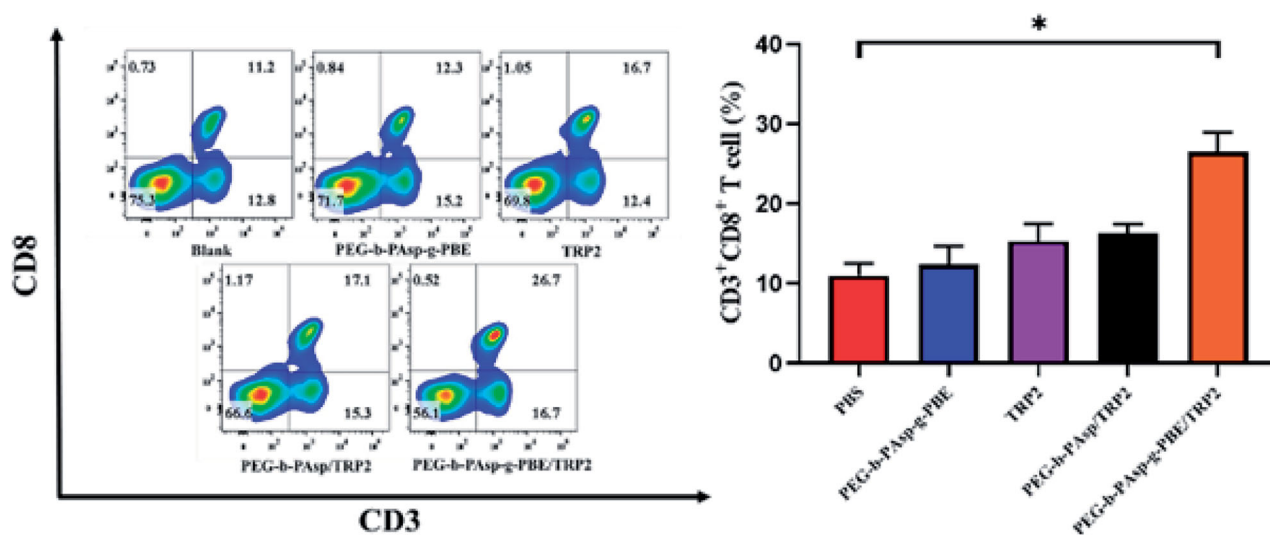 CD8
0.73 11.2
75.3 12.8
Blank
0.84 12.3
71.7 15.2
PEG-b-PAsp-g-PBE
1.05 16.7
69.8 12.4
TRP2
1.17 17.1
66.6 15.3
PEG-b-PAsp/TRP2
0.52 26.7
56.1 16.7
PEG-b-PAsp-g-PBE/TRP2
CD3
CD3+ CD8+ T cell (%)
*
40
30
20
10
0
PBS
PEG-b-PAsp-g-PBE
TRP2
PEG-b-PAsp/TRP2
PEG-b-PAsp-g-PBE/TRP2